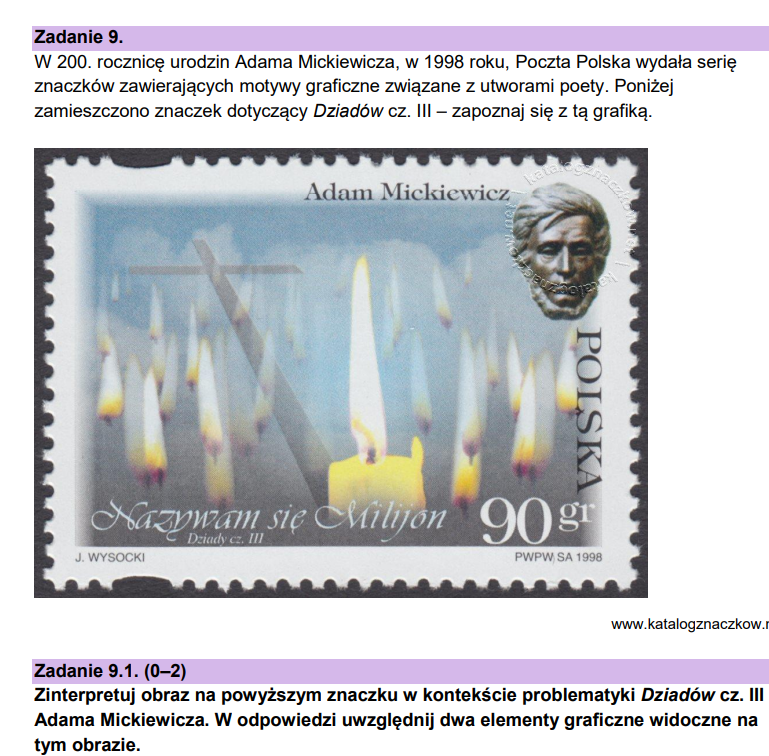 Zadanie 9.
W 200. rocznicę urodzin Adama Mickiewicza, w 1998 roku, Poczta Polska wydała serię
znaczków zawierających motywy graficzne związane z utworami poety. Poniżej
zamieszczono znaczek dotyczący Dziadów cz. III – zapoznaj się z tą grafiką.
Adam Mickiewicz
POLSKA
Nazywam się Milijon
Dziady cz. III
90 gr
J. WYSOCKI
PWPW SA 1998
www.katalogznaczkow.
Zadanie 9.1. (0–2)
Zinterpretuj obraz na powyższym znaczku w kontekście problematyki Dziadów cz. III
Adama Mickiewicza. W odpowiedzi uwzględnij dwa elementy graficzne widoczne na
tym obrazie.